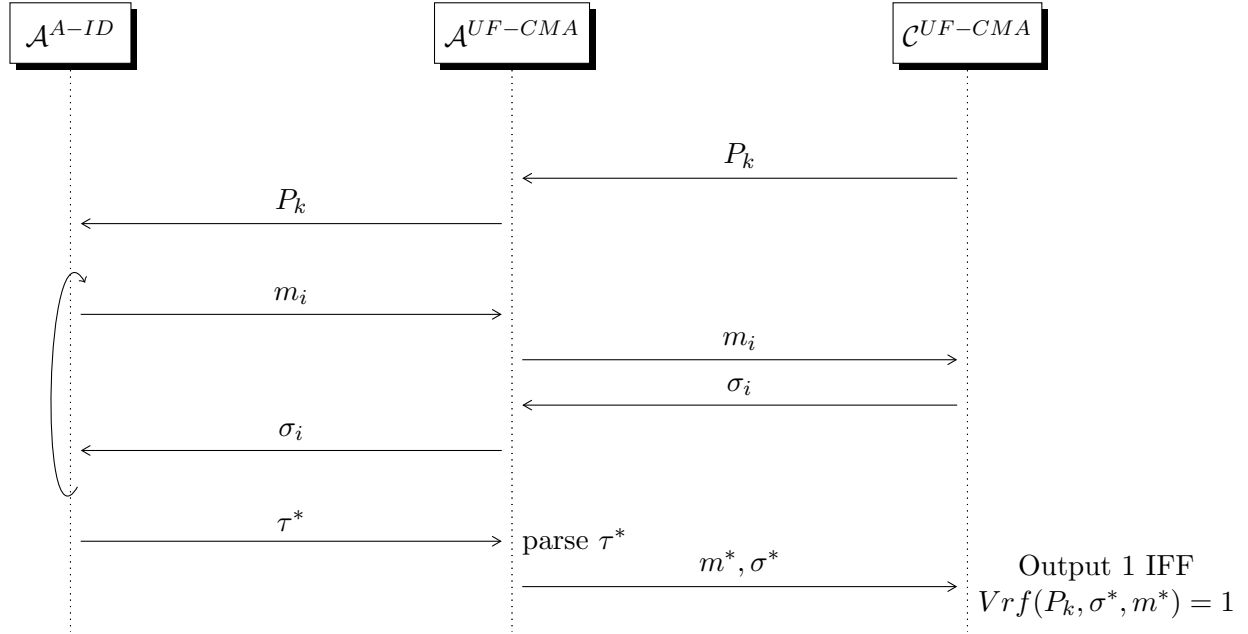 𝒜^{A−ID} 𝒜^{UF−CMA} 𝒞^{UF−CMA}
P_k
P_k
m_i
m_i
σ_i
σ_i
τ*
parse τ*
m*, σ*
Output 1 IFF
Vrf(P_k, σ*, m*) = 1